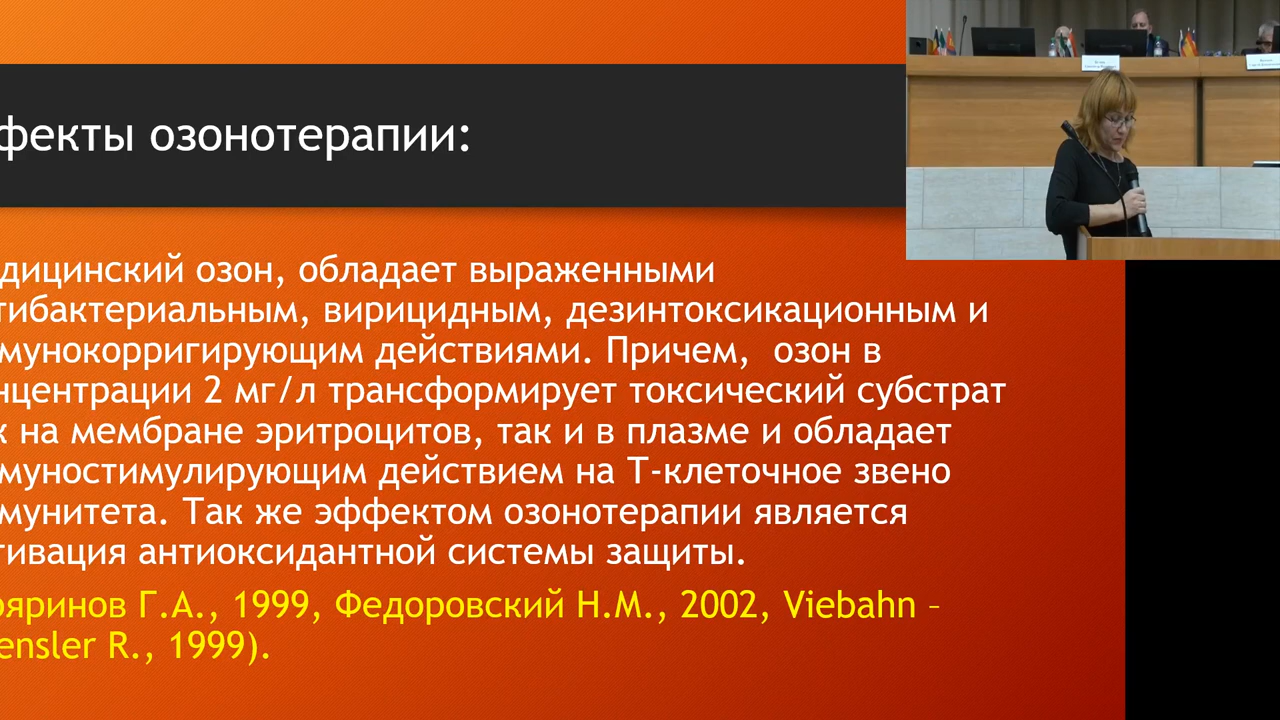 фекты озонотерапии:
дицинский озон, обладает выраженными
тибактериальным, вирицидным, дезинтоксикационным и
мунокорригирующим действиями. Причем, озон в
нцентрации 2 мг/л трансформирует токсический субстрат
к на мембране эритроцитов, так и в плазме и обладает
муностимулирующим действием на Т-клеточное звено
мунитета. Так же эффектом озонотерапии является
тивация антиоксидантной системы защиты.
ояринов Г.А., 1999, Федоровский Н.М., 2002, Viebahn –
ensler R., 1999).